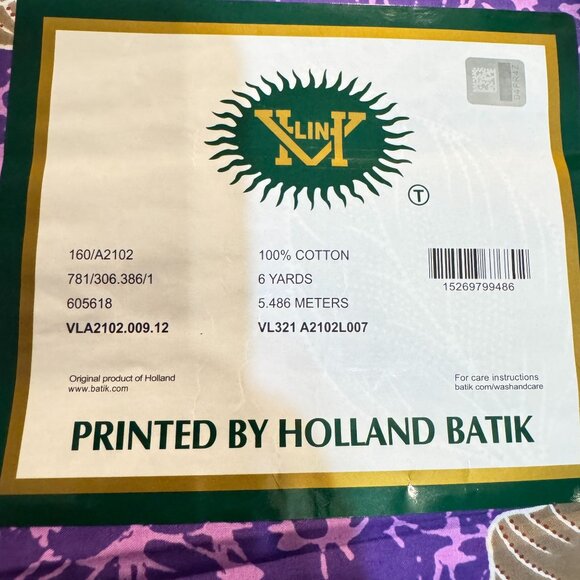 VLINH
T
160/A2102
781/306.386/1
605618
VLA2102.009.12
100% COTTON
6 YARDS
5.486 METERS
VL321 A2102L007
15269799486
Original product of Holland
www.batik.com
For care instructions
batik.com/washandcare
PRINTED BY HOLLAND BATIK